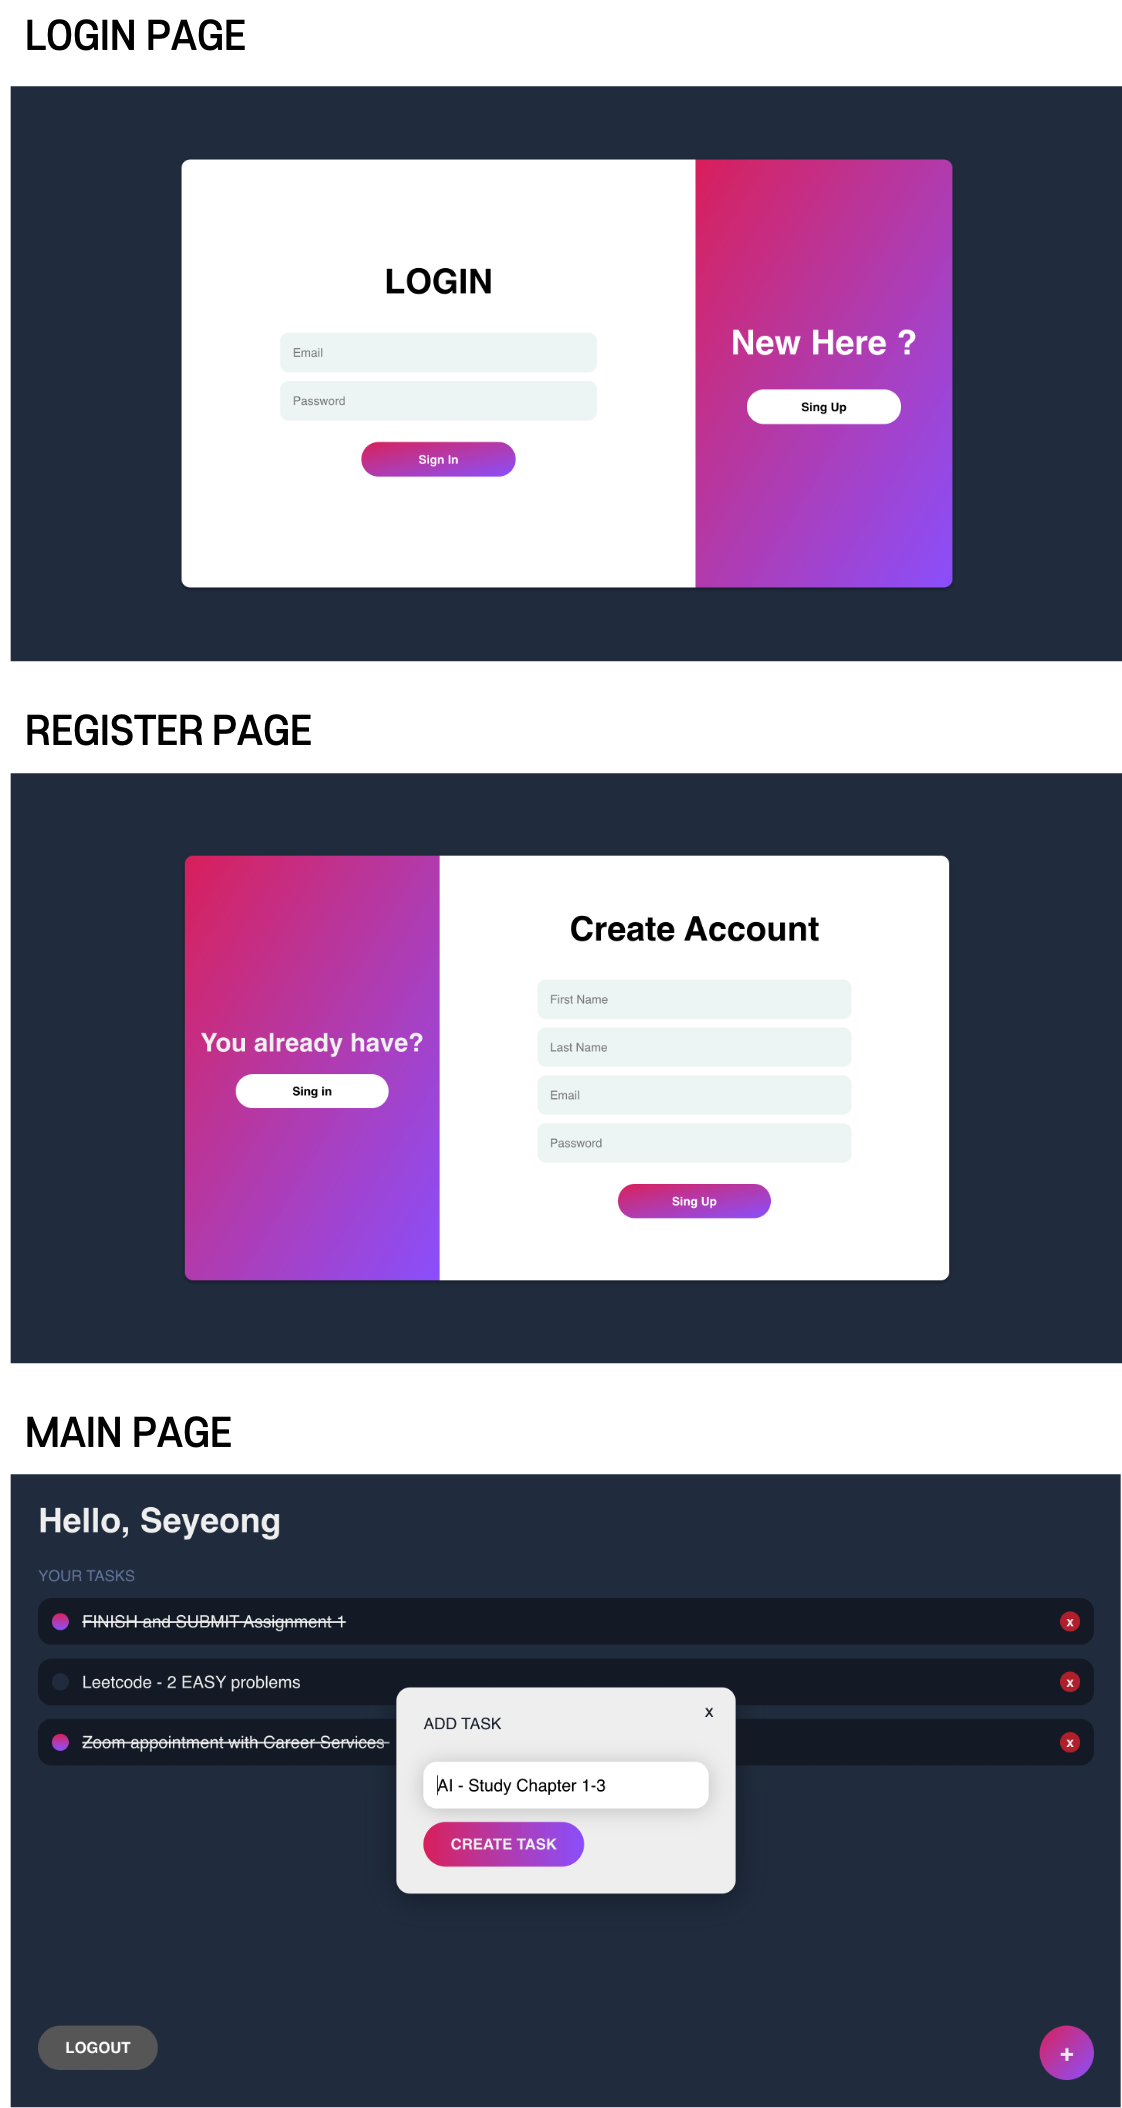 LOGIN PAGE
LOGIN
Email
Password
Sign In
New Here ?
Sing Up
REGISTER PAGE
You already have?
Sing in
Create Account
First Name
Last Name
Email
Password
Sing Up
MAIN PAGE
Hello, Seyeong
YOUR TASKS
FINISH and SUBMIT Assignment 1
x
Leetcode - 2 EASY problems
x
Zoom appointment with Career Services
x
ADD TASK
x
AI - Study Chapter 1-3
CREATE TASK
LOGOUT
+